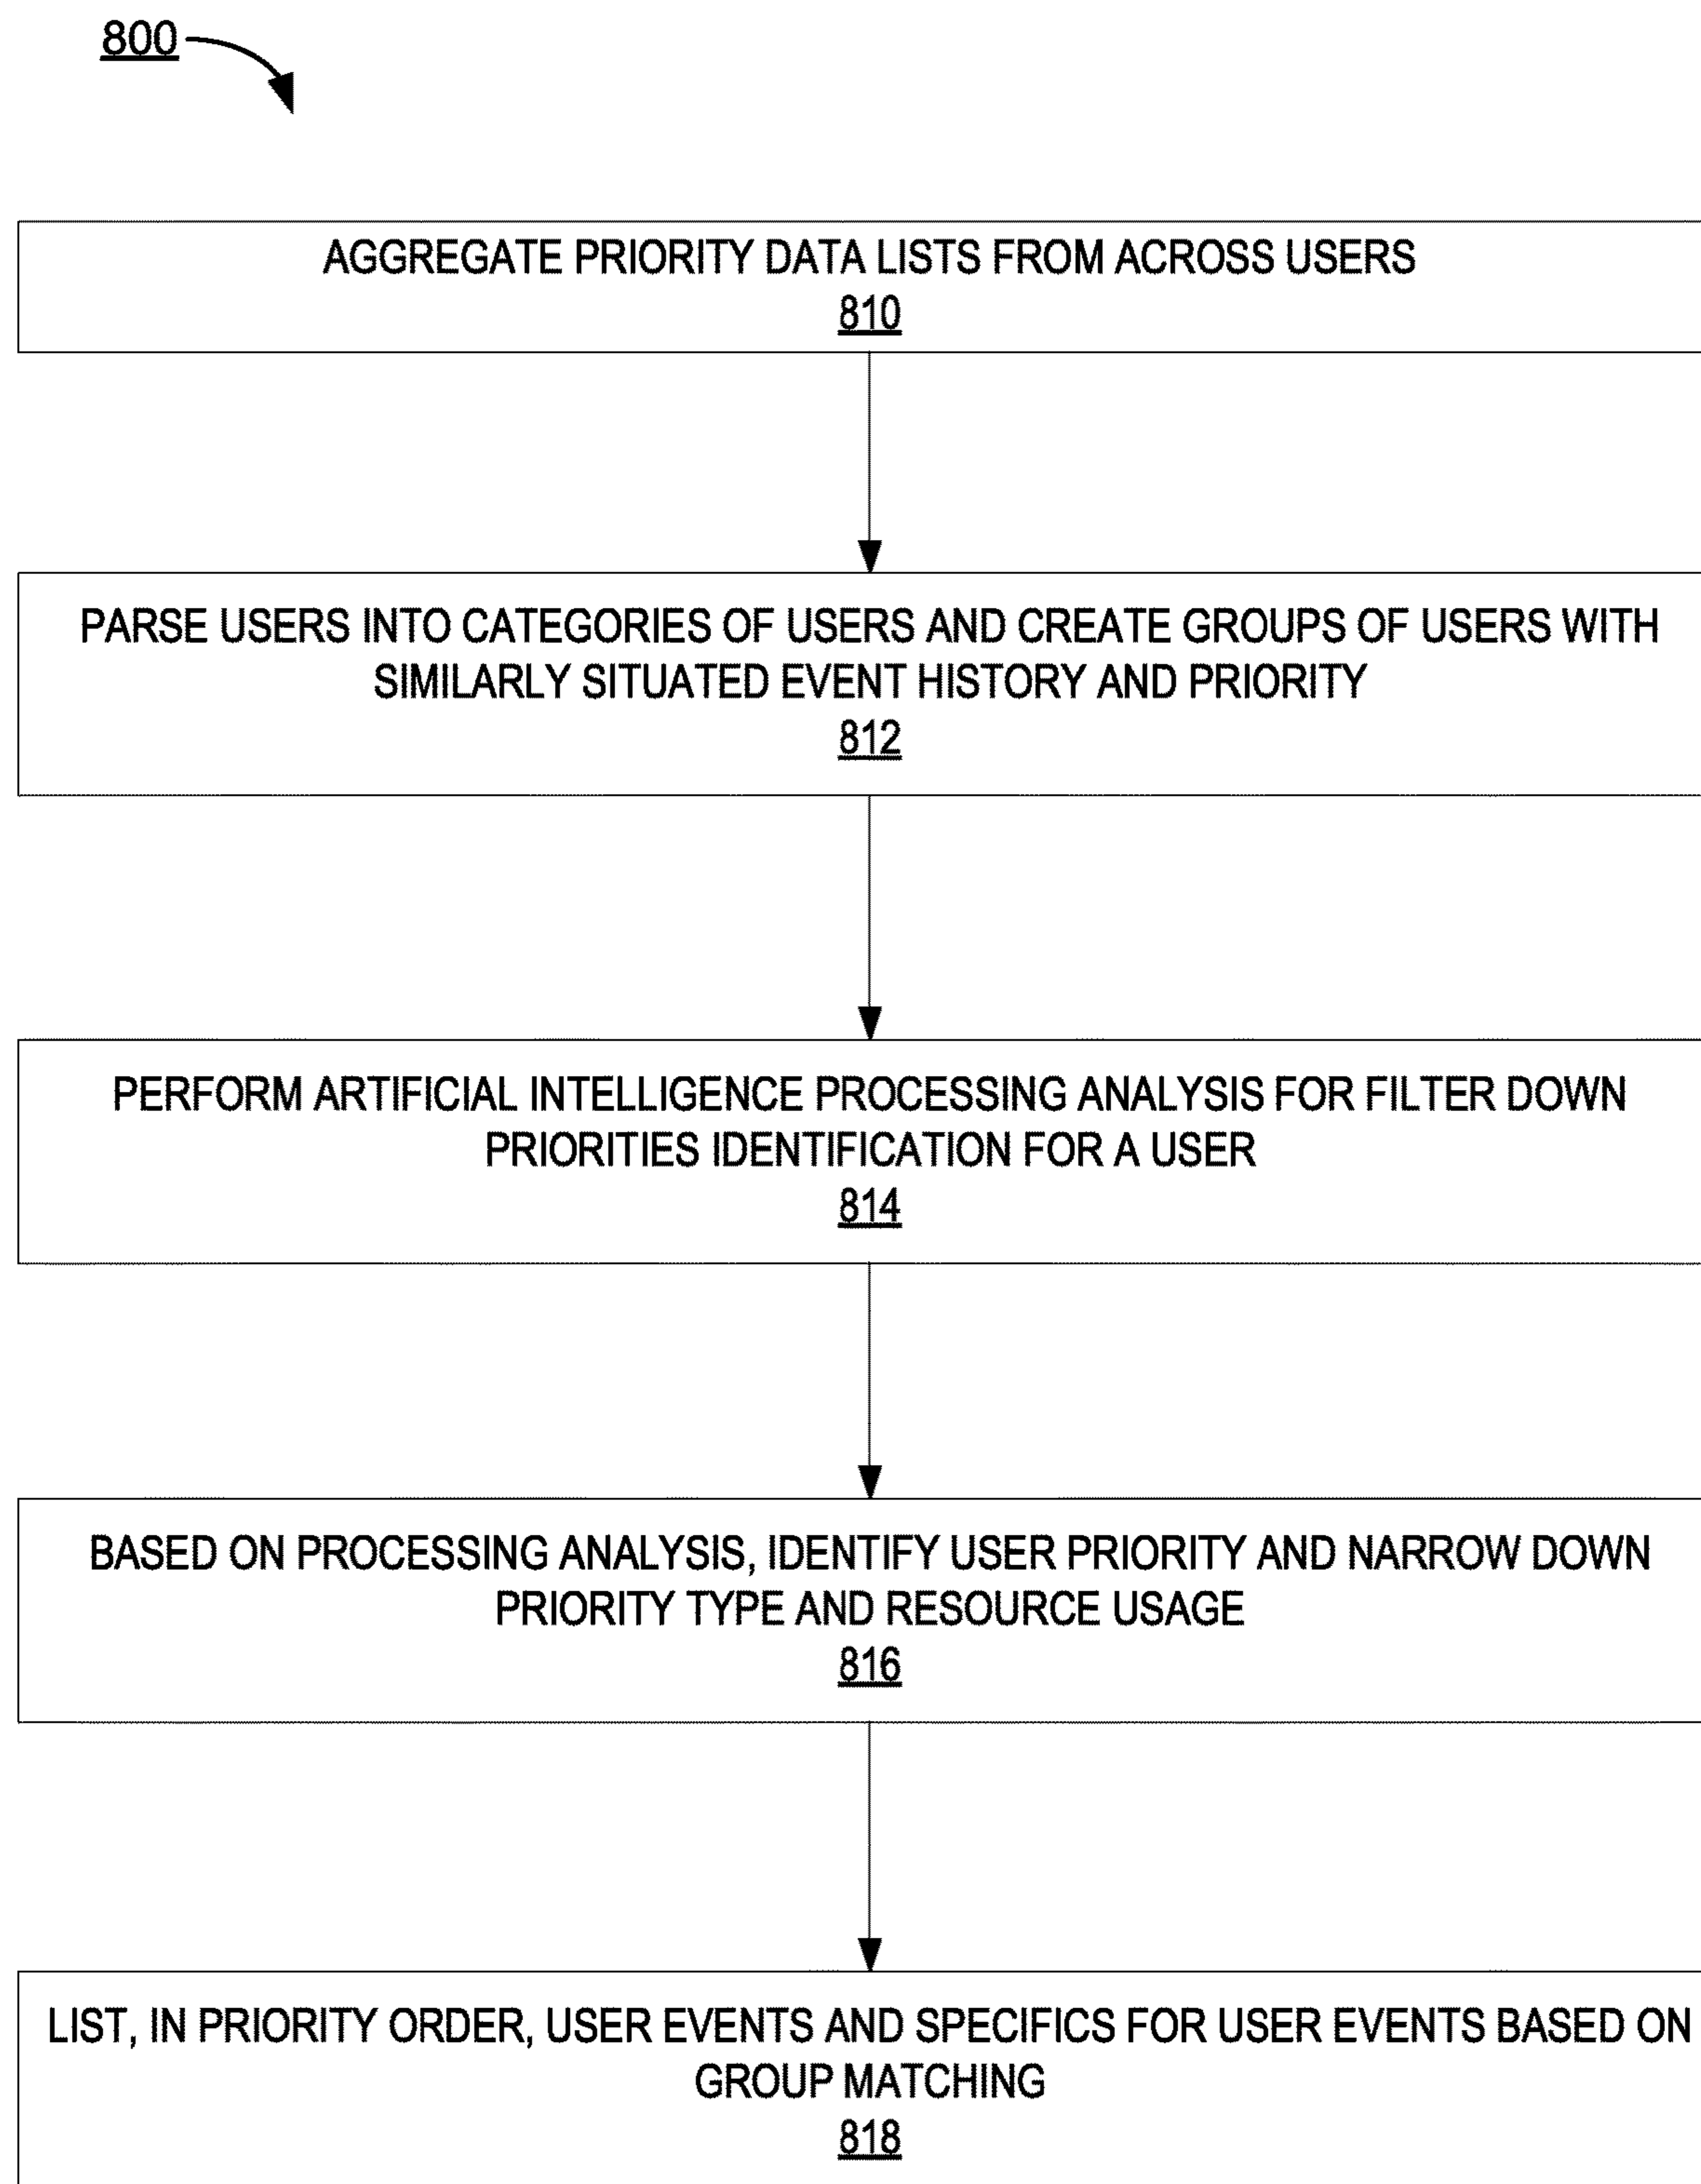 800
AGGREGATE PRIORITY DATA LISTS FROM ACROSS USERS
810
PARSE USERS INTO CATEGORIES OF USERS AND CREATE GROUPS OF USERS WITH
SIMILARLY SITUATED EVENT HISTORY AND PRIORITY
812
PERFORM ARTIFICIAL INTELLIGENCE PROCESSING ANALYSIS FOR FILTER DOWN
PRIORITIES IDENTIFICATION FOR A USER
814
BASED ON PROCESSING ANALYSIS, IDENTIFY USER PRIORITY AND NARROW DOWN
PRIORITY TYPE AND RESOURCE USAGE
816
LIST, IN PRIORITY ORDER, USER EVENTS AND SPECIFICS FOR USER EVENTS BASED ON
GROUP MATCHING
818